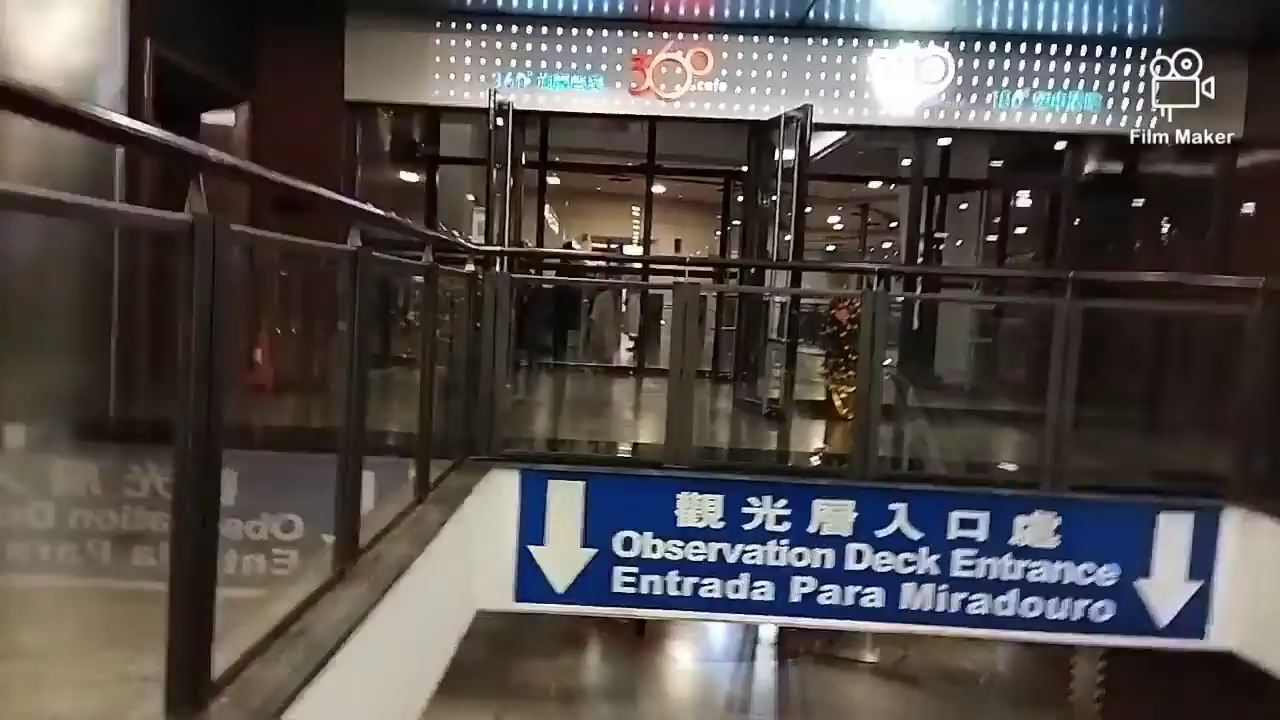 360° 旋轉餐廳
360° cafe
Film Maker
觀光層入口處
Observation Deck Entrance
Entrada Para Miradouro